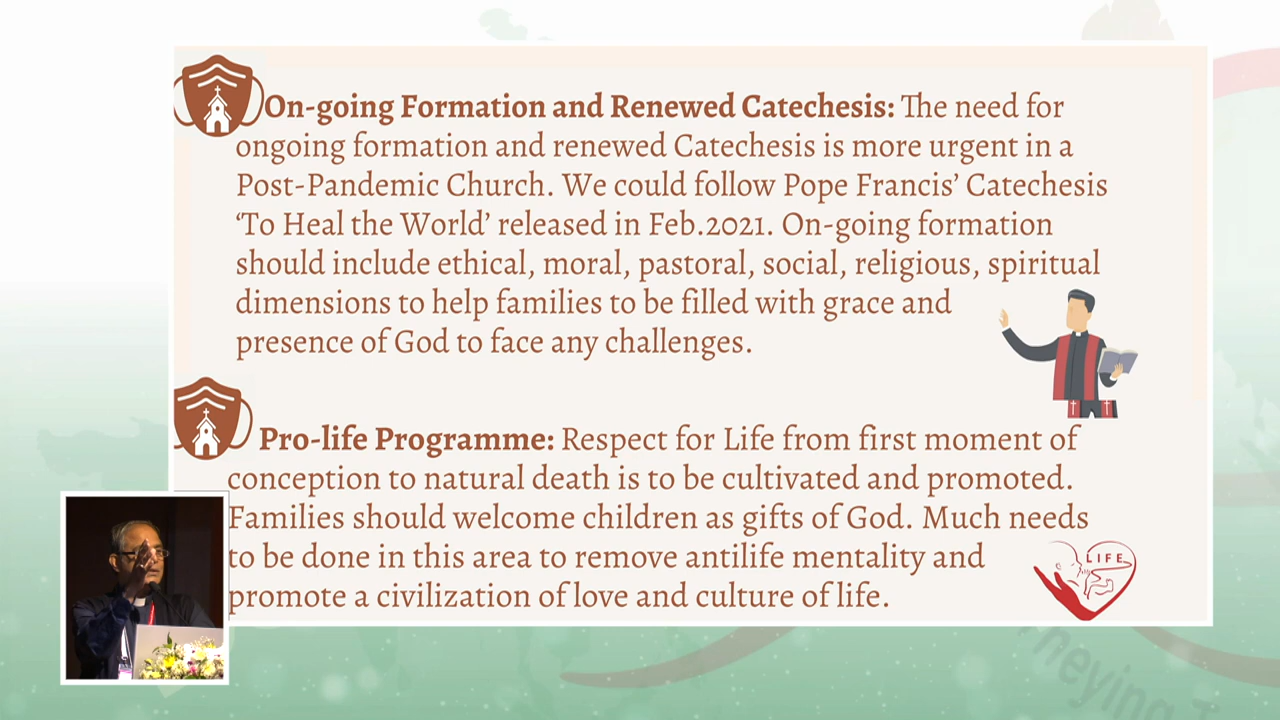 On-going Formation and Renewed Catechesis: The need for
ongoing formation and renewed Catechesis is more urgent in a
Post-Pandemic Church. We could follow Pope Francis’ Catechesis
‘To Heal the World’ released in Feb.2021. On-going formation
should include ethical, moral, pastoral, social, religious, spiritual
dimensions to help families to be filled with grace and
presence of God to face any challenges.
Pro-life Programme: Respect for Life from first moment of
conception to natural death is to be cultivated and promoted.
Families should welcome children as gifts of God. Much needs
to be done in this area to remove antilife mentality and
promote a civilization of love and culture of life.
LIFE